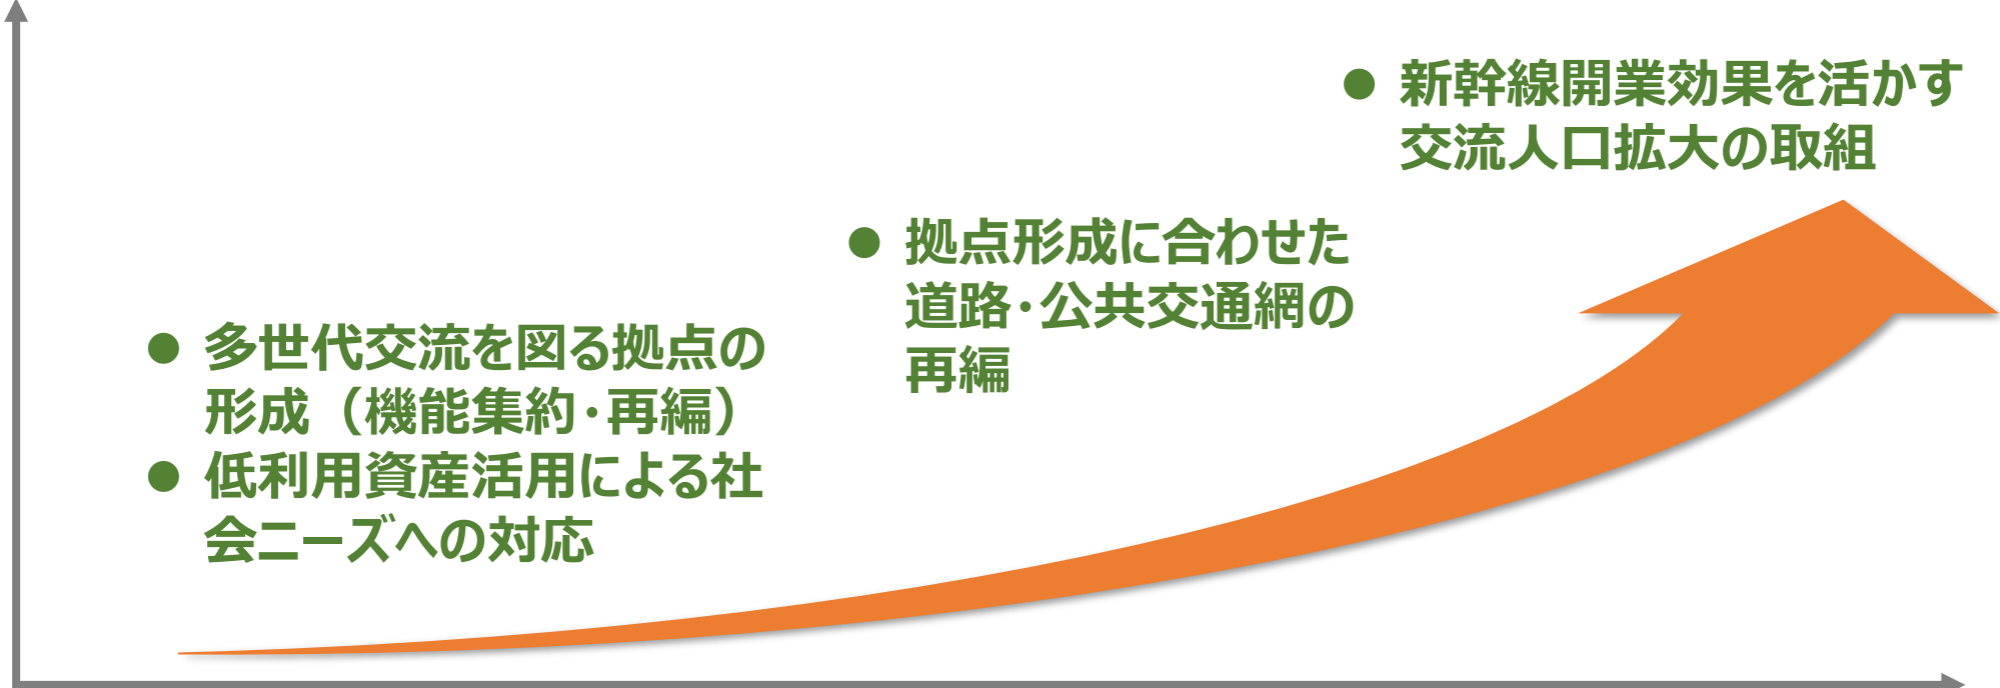 ● 新幹線開業効果を活かす
交流人口拡大の取組
● 拠点形成に合わせた
道路・公共交通網の
再編
● 多世代交流を図る拠点の
形成（機能集約・再編）
● 低利用資産活用による社
会ニーズへの対応